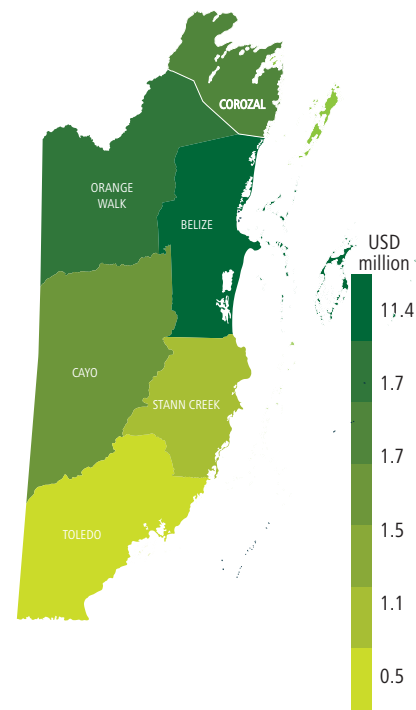 COROZAL
ORANGE
WALK
BELIZE
USD
million
11.4
CAYO
1.7
STANN CREEK
1.7
TOLEDO
1.5
1.1
0.5